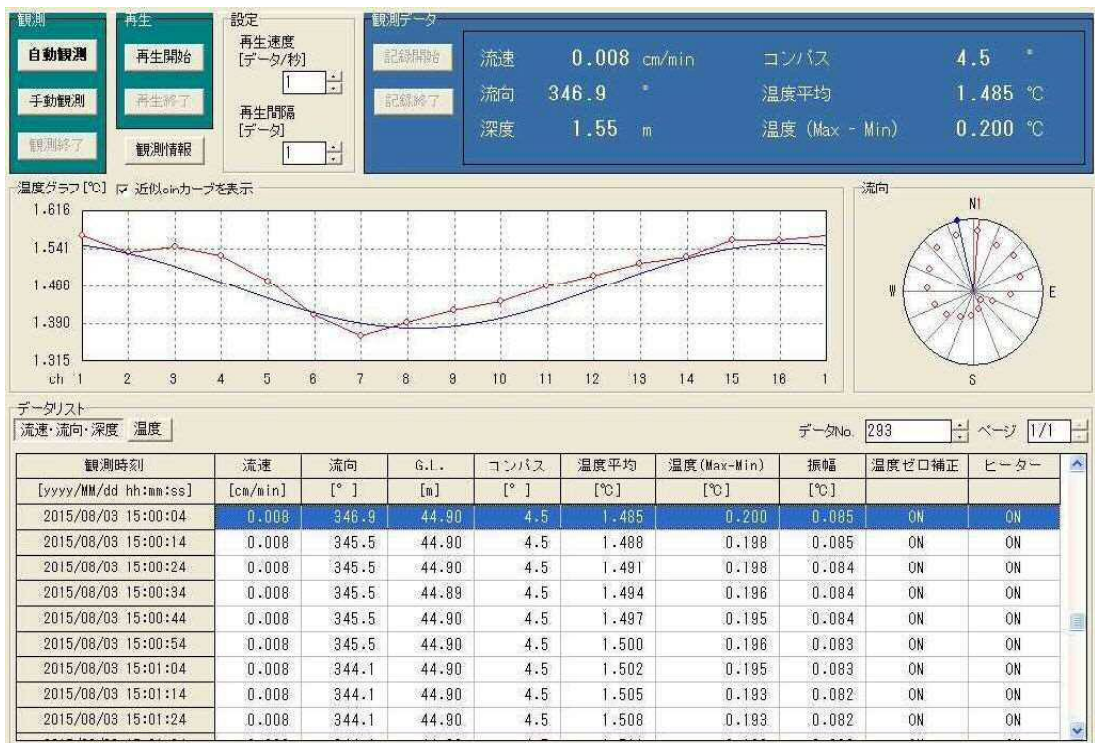 観測
自動観測
手動観測
観測終了
再生
再生開始
再生終了
観測情報
設定
再生速度
[データ/秒]
1
再生間隔
[データ]
1
観測データ
記録開始
記録終了
流速 0.008 cm/min コンパス 4.5 °
流向 346.9 ° 温度平均 1.485 ℃
深度 1.55 m 温度 (Max - Min) 0.200 ℃
温度グラフ[℃] 近似sinカーブを表示
1.616
1.541
1.466
1.390
1.315
ch 1 2 3 4 5 6 7 8 9 10 11 12 13 14 15 16 1
流向
N1
W E
S
データリスト
流速・流向・深度 温度 データNo. 293 ページ 1/1
観測時刻 流速 流向 G.L. コンパス 温度平均 温度(Max-Min) 振幅 温度ゼロ補正 ヒーター
[yyyy/MM/dd hh:mm:ss] [cm/min] [° ] [m] [° ] [℃] [℃] [℃]
2015/08/03 15:00:04 0.008 346.9 44.90 4.5 1.485 0.200 0.085 ON ON
2015/08/03 15:00:14 0.008 345.5 44.90 4.5 1.488 0.198 0.085 ON ON
2015/08/03 15:00:24 0.008 345.5 44.90 4.5 1.491 0.198 0.084 ON ON
2015/08/03 15:00:34 0.008 345.5 44.89 4.5 1.494 0.196 0.084 ON ON
2015/08/03 15:00:44 0.008 345.5 44.90 4.5 1.497 0.195 0.084 ON ON
2015/08/03 15:00:54 0.008 345.5 44.90 4.5 1.500 0.196 0.083 ON ON
2015/08/03 15:01:04 0.008 344.1 44.90 4.5 1.502 0.195 0.083 ON ON
2015/08/03 15:01:14 0.008 344.1 44.90 4.5 1.505 0.193 0.082 ON ON
2015/08/03 15:01:24 0.008 344.1 44.90 4.5 1.508 0.193 0.082 ON ON